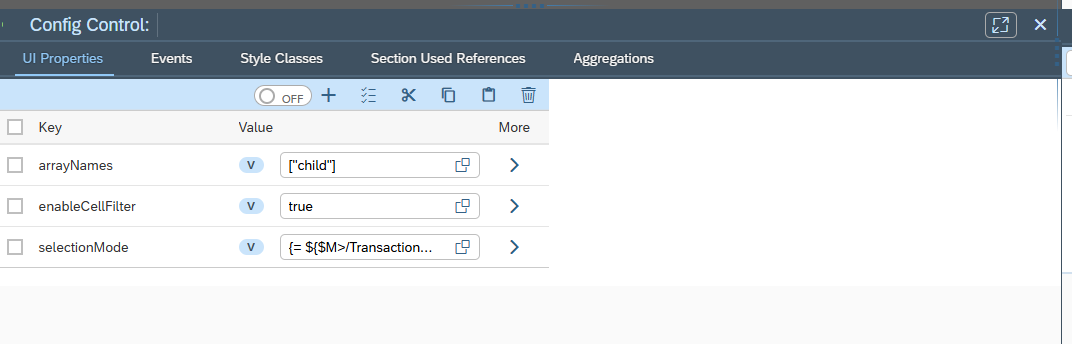 Config Control:
UI Properties Events Style Classes Section Used References Aggregations
OFF
Key Value More
arrayNames V ["child"]
enableCellFilter V true
selectionMode V {= ${$M>/Transaction...